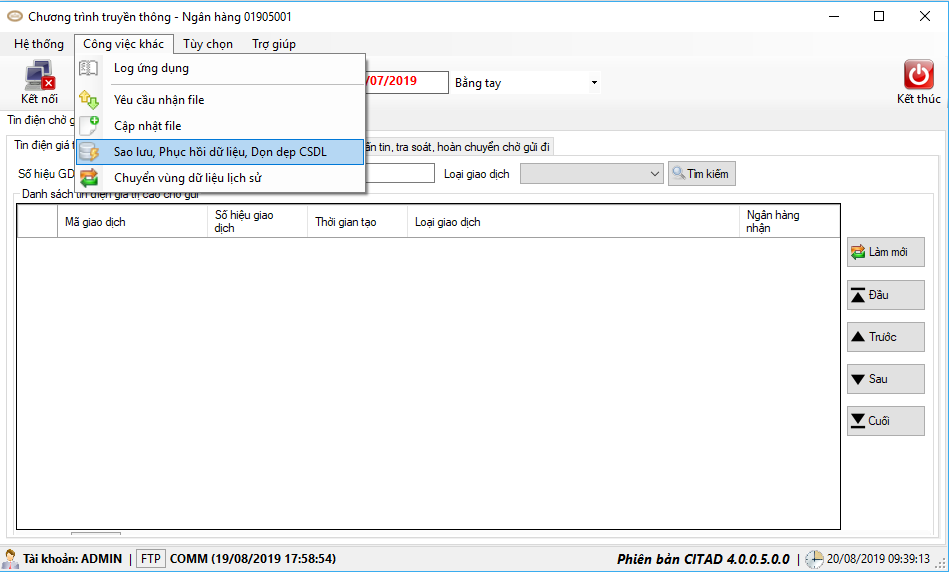 Chương trình truyền thông - Ngân hàng 01905001
Hệ thống Công việc khác Tùy chọn Trợ giúp
Log ứng dụng
Yêu cầu nhận file
Cập nhật file
Sao lưu, Phục hồi dữ liệu, Dọn dẹp CSDL
Chuyển vùng dữ liệu lịch sử
Kết nối
/07/2019 Bằng tay
Kết thúc
Tin điện chờ
Tin điện giá
tin, tra soát, hoàn chuyển chờ gửi đi
Số hiệu GD
Loại giao dịch
Tìm kiếm
Danh sách tin điện giá trị cao chờ gửi
Mã giao dịch
Số hiệu giao
dịch
Thời gian tạo
Loại giao dịch
Ngân hàng
nhận
Làm mới
Đầu
Trước
Sau
Cuối
Tài khoản: ADMIN | FTP COMM (19/08/2019 17:58:54)
Phiên bản CITAD 4.0.0.5.0.0 | 20/08/2019 09:39:13